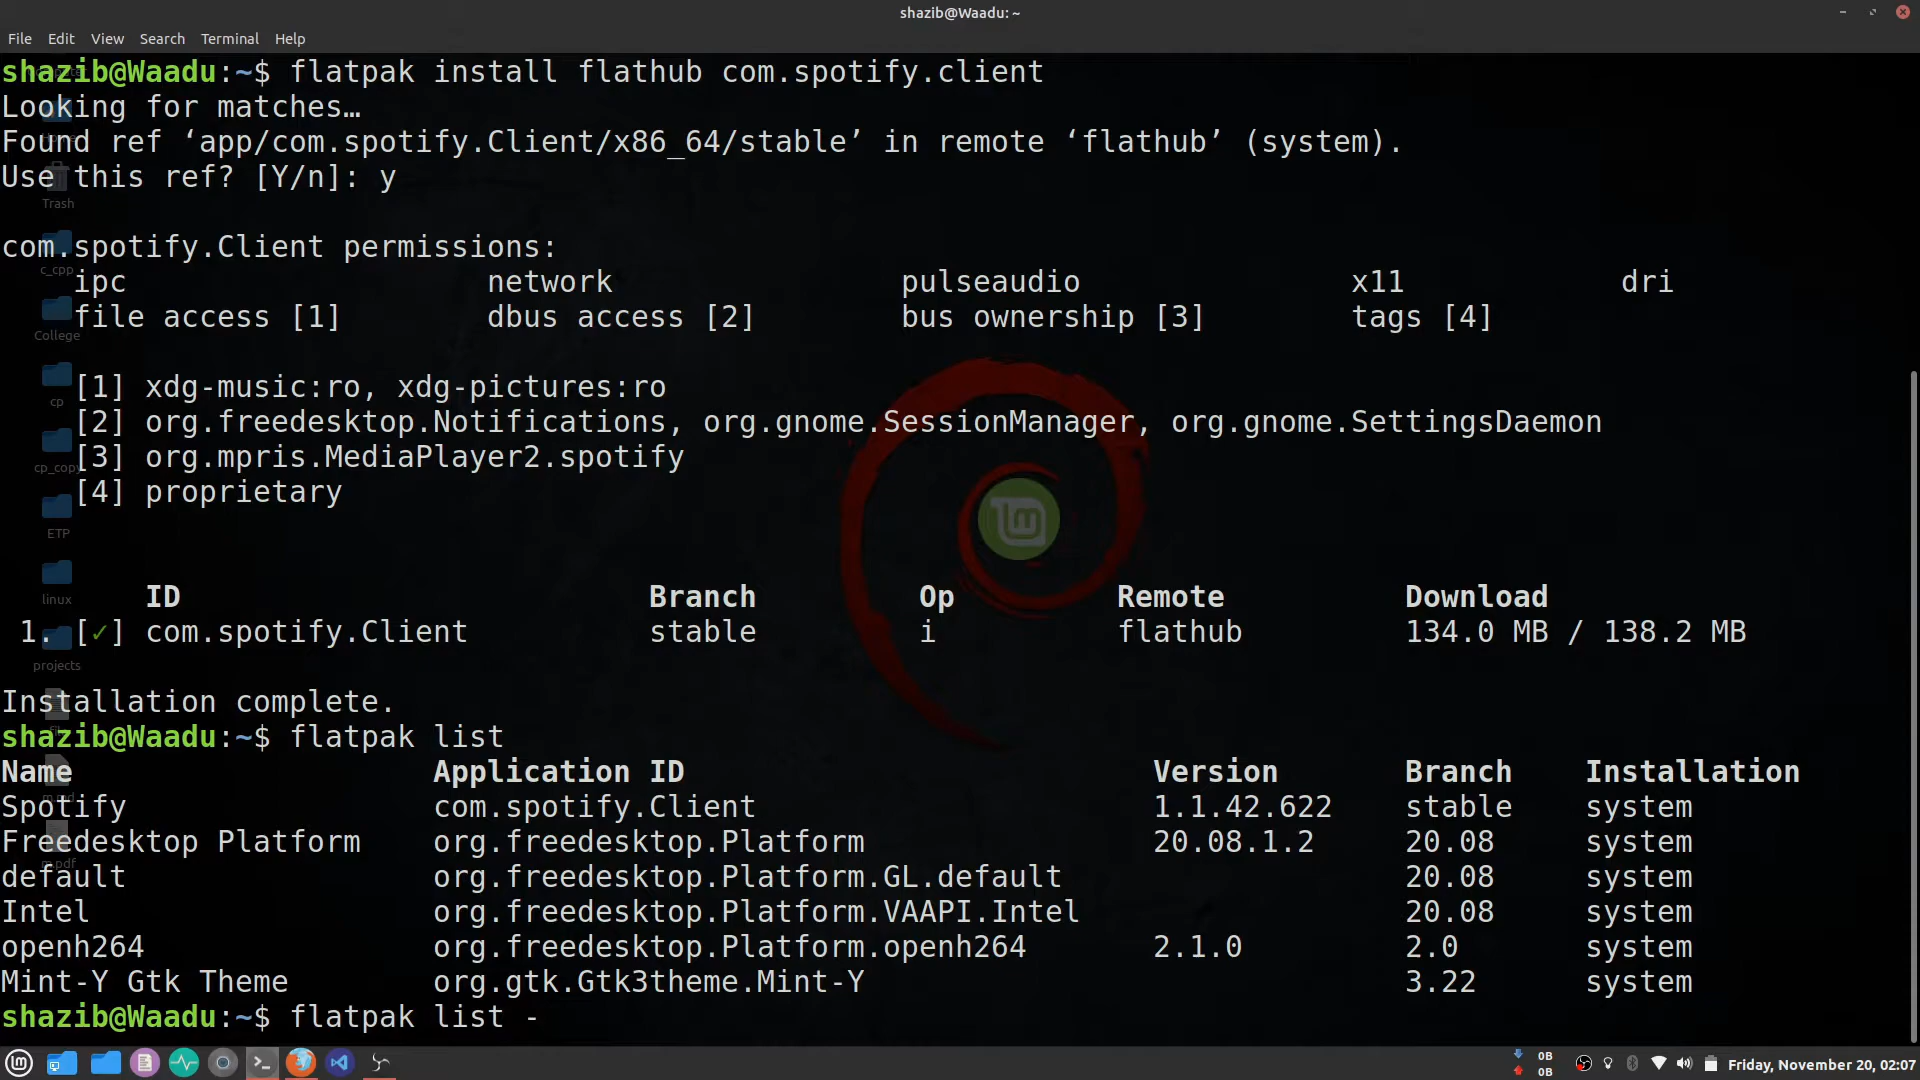 shazib@Waadu: ~
File Edit View Search Terminal Help
shazib@Waadu:~$ flatpak install flathub com.spotify.client
Looking for matches…
Found ref ‘app/com.spotify.Client/x86_64/stable’ in remote ‘flathub’ (system).
Use this ref? [Y/n]: y
com.spotify.Client permissions:
ipc network pulseaudio x11 dri
file access [1] dbus access [2] bus ownership [3] tags [4]
[1] xdg-music:ro, xdg-pictures:ro
[2] org.freedesktop.Notifications, org.gnome.SessionManager, org.gnome.SettingsDaemon
[3] org.mpris.MediaPlayer2.spotify
[4] proprietary
ID Branch Op Remote Download
1. [✓] com.spotify.Client stable i flathub 134.0 MB / 138.2 MB
Installation complete.
shazib@Waadu:~$ flatpak list
Name Application ID Version Branch Installation
Spotify com.spotify.Client 1.1.42.622 stable system
Freedesktop Platform org.freedesktop.Platform 20.08.1.2 20.08 system
default org.freedesktop.Platform.GL.default 20.08 system
Intel org.freedesktop.Platform.VAAPI.Intel 20.08 system
openh264 org.freedesktop.Platform.openh264 2.1.0 2.0 system
Mint-Y Gtk Theme org.gtk.Gtk3theme.Mint-Y 3.22 system
shazib@Waadu:~$ flatpak list -
Trash
c_cpp
College
cp
cp_copy
ETP
linux
projects
m.pdf
0B
0B
Friday, November 20, 02:07